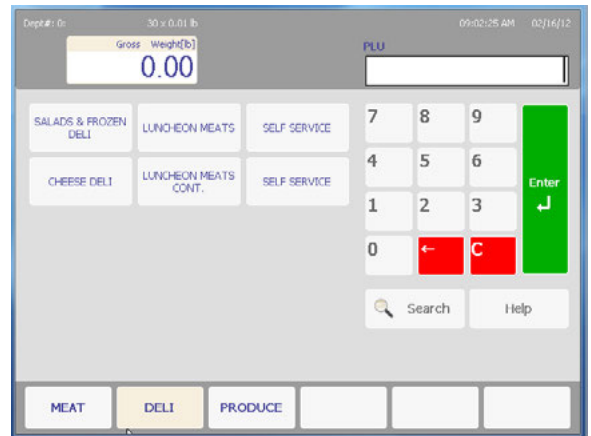 Dept#: 0: 30 x 0.01 lb 09:02:25 AM 02/16/12
Gross Weight[lb]
0.00
PLU
SALADS & FROZEN DELI
LUNCHEON MEATS
SELF SERVICE
CHEESE DELI
LUNCHEON MEATS CONT.
SELF SERVICE
7 8 9
4 5 6
1 2 3
0 ← C
Enter
↵
Search
Help
MEAT DELI PRODUCE